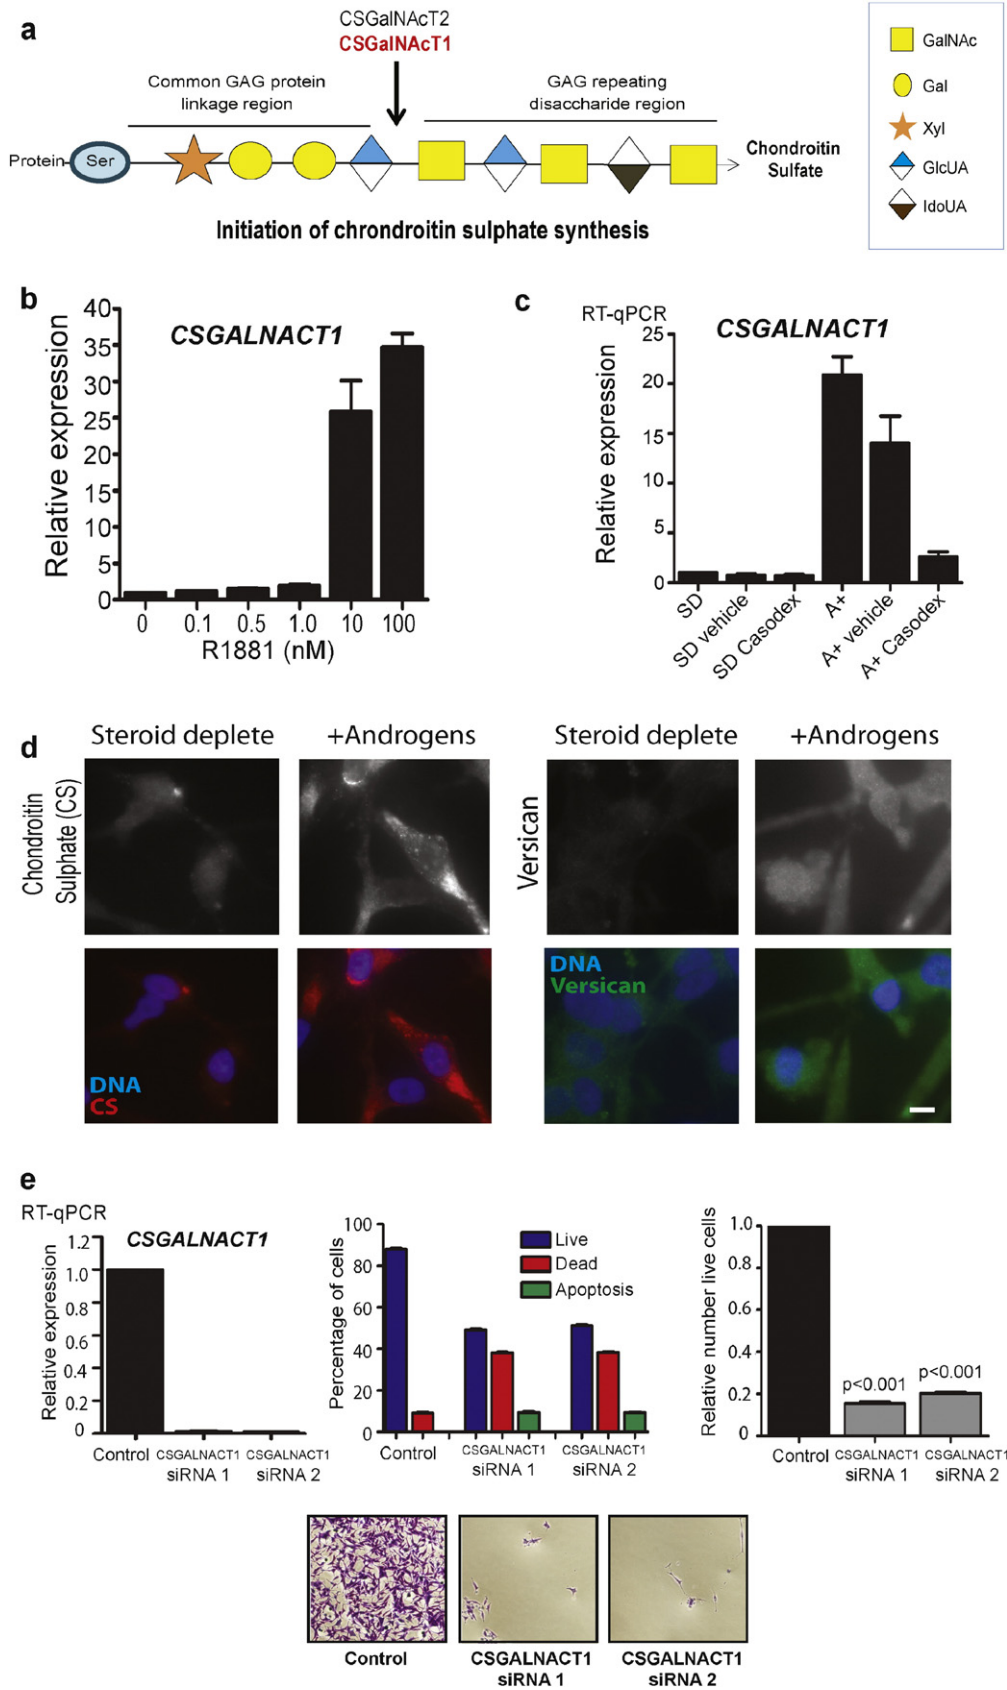 a
CSGalNAcT2
CSGalNAcT1
Common GAG protein
linkage region
GAG repeating
disaccharide region
Protein
Ser
Chondroitin
Sulfate
Initiation of chrondroitin sulphate synthesis
GalNAc
Gal
Xyl
GlcUA
IdoUA
b
CSGALNACT1
Relative expression
40
35
30
25
20
15
10
5
0
0 0.1 0.5 1.0 10 100
R1881 (nM)
c
RT-qPCR
CSGALNACT1
Relative expression
25
20
15
10
5
0
SD
SD vehicle
SD Casodex
A+
A+ vehicle
A+ Casodex
d
Steroid deplete
+Androgens
Steroid deplete
+Androgens
Chondroitin
Sulphate (CS)
Versican
DNA
CS
DNA
Versican
e
RT-qPCR
CSGALNACT1
Relative expression
1.2
1.0
0.8
0.6
0.4
0.2
0
Control
CSGALNACT1
siRNA 1
CSGALNACT1
siRNA 2
Percentage of cells
100
80
60
40
20
0
Live
Dead
Apoptosis
Control
CSGALNACT1
siRNA 1
CSGALNACT1
siRNA 2
Relative number live cells
1.0
0.8
0.6
0.4
0.2
0
p<0.001
p<0.001
Control
CSGALNACT1
siRNA 1
CSGALNACT1
siRNA 2
Control
CSGALNACT1
siRNA 1
CSGALNACT1
siRNA 2